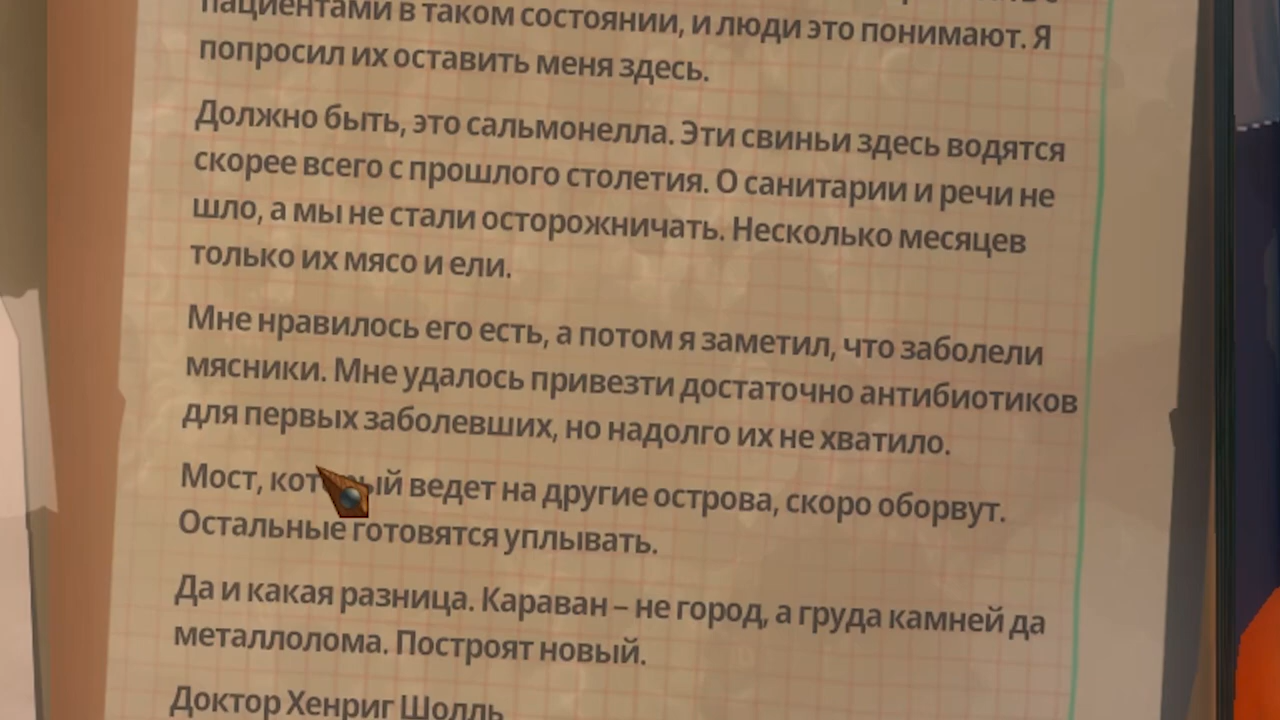 пациентами в таком состоянии, и люди это понимают. Я
попросил их оставить меня здесь.
Должно быть, это сальмонелла. Эти свиньи здесь водятся
скорее всего с прошлого столетия. О санитарии и речи не
шло, а мы не стали осторожничать. Несколько месяцев
только их мясо и ели.
Мне нравилось его есть, а потом я заметил, что заболели
мясники. Мне удалось привезти достаточно антибиотиков
для первых заболевших, но надолго их не хватило.
Мост, который ведет на другие острова, скоро оборвут.
Остальные готовятся уплывать.
Да и какая разница. Караван – не город, а груда камней да
металлолома. Построят новый.
Доктор Хенриг Шолль